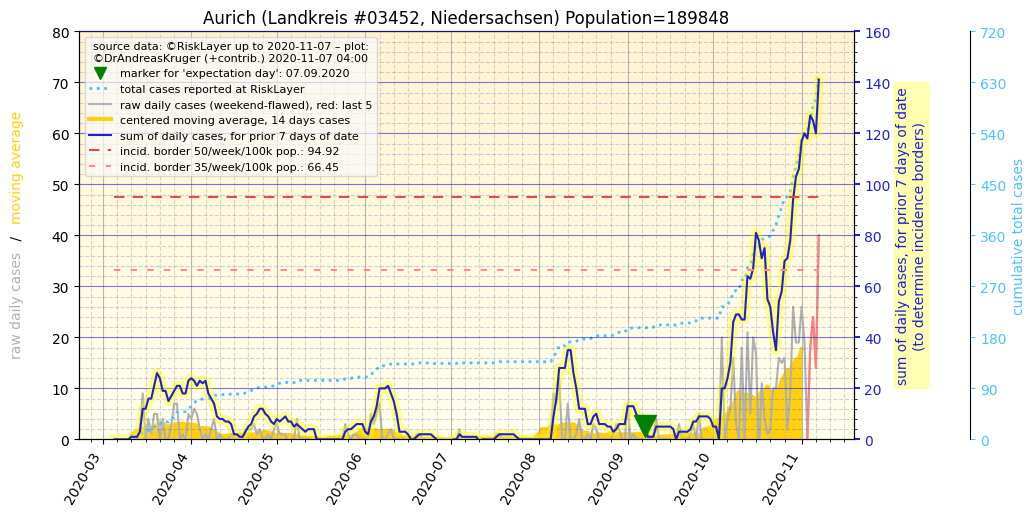 Aurich (Landkreis #03452, Niedersachsen) Population=189848
source data: ©RiskLayer up to 2020-11-07 – plot:
©DrAndreasKruger (+contrib.) 2020-11-07 04:00
marker for 'expectation day': 07.09.2020
total cases reported at RiskLayer
raw daily cases (weekend-flawed), red: last 5
centered moving average, 14 days cases
sum of daily cases, for prior 7 days of date
incid. border 50/week/100k pop.: 94.92
incid. border 35/week/100k pop.: 66.45
raw daily cases / moving average
80
70
60
50
40
30
20
10
0
160
140
120
100
80
60
40
20
0
sum of daily cases, for prior 7 days of date
(to determine incidence borders)
720
630
540
450
360
270
180
90
0
cumulative total cases
2020-03
2020-04
2020-05
2020-06
2020-07
2020-08
2020-09
2020-10
2020-11